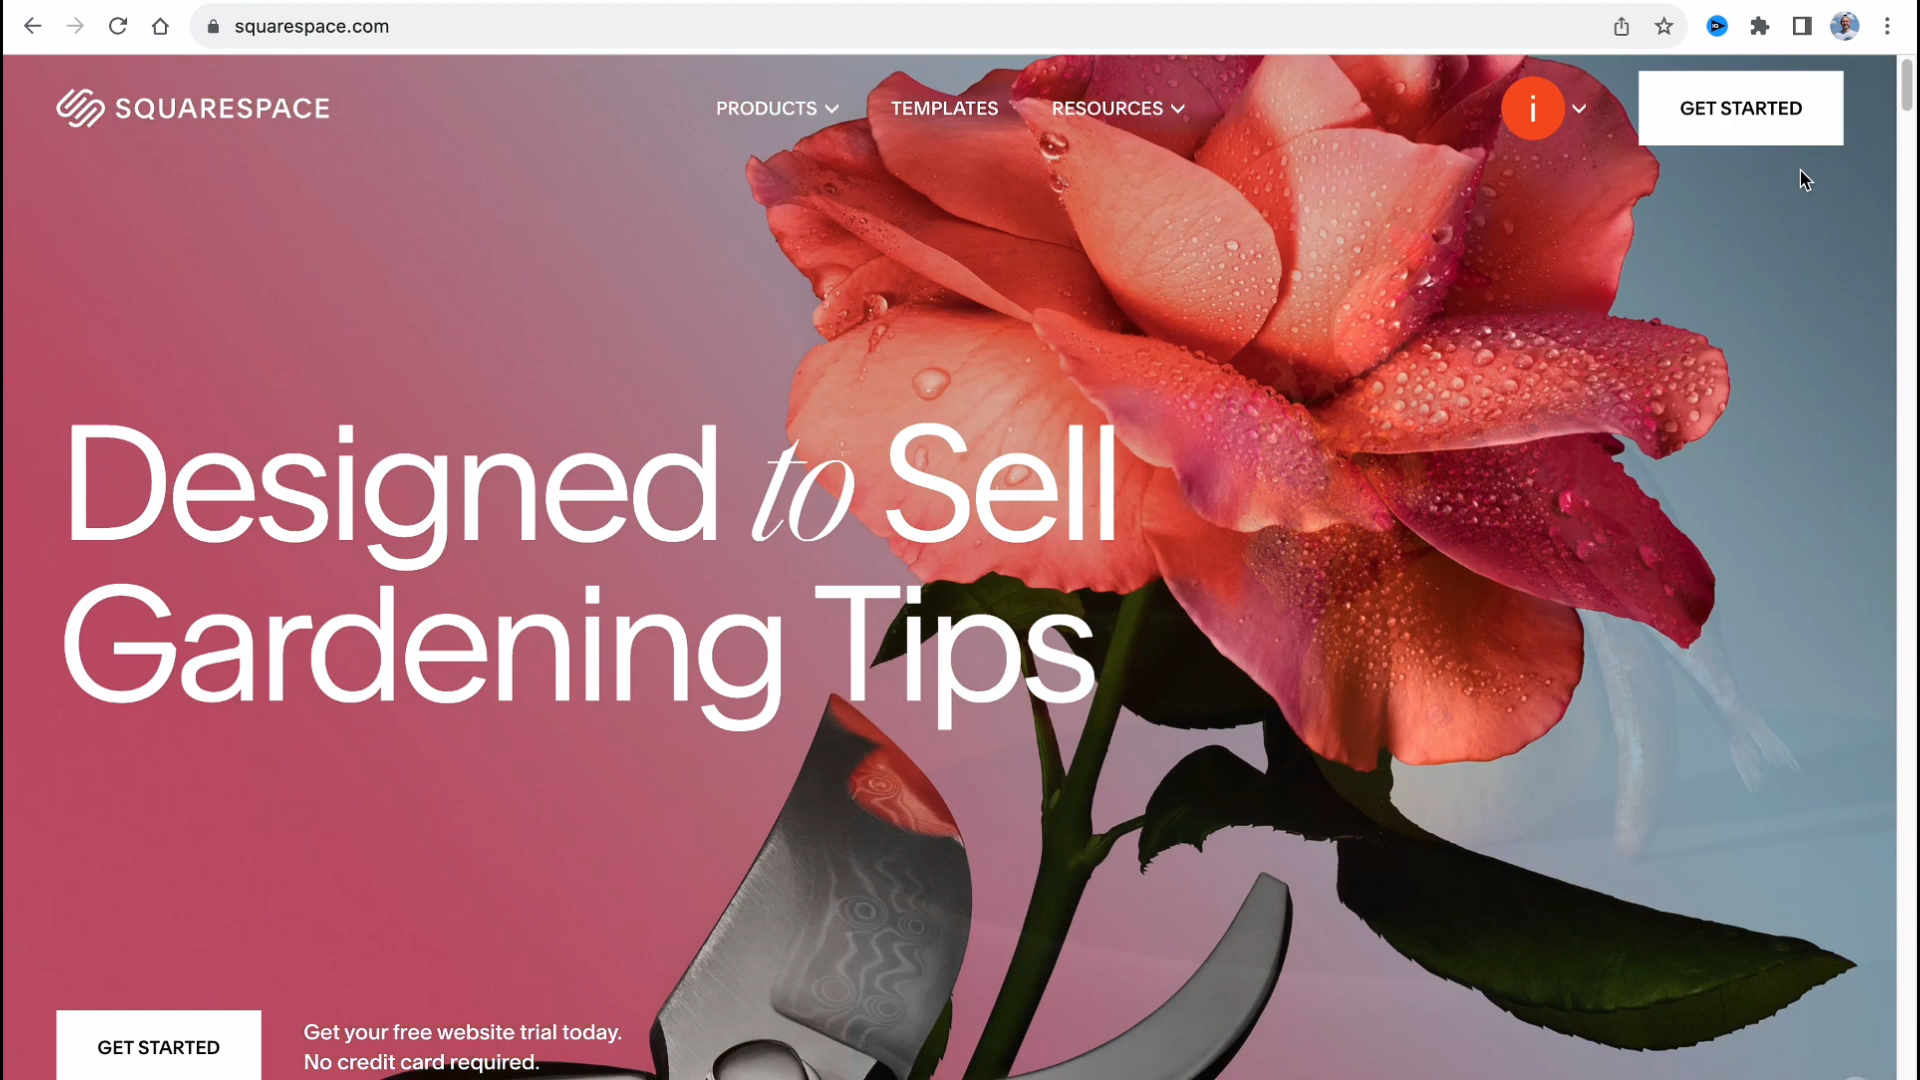 squarespace.com
SQUARESPACE
PRODUCTS
TEMPLATES
RESOURCES
i
GET STARTED
Designed to Sell
Gardening Tips
GET STARTED
Get your free website trial today.
No credit card required.